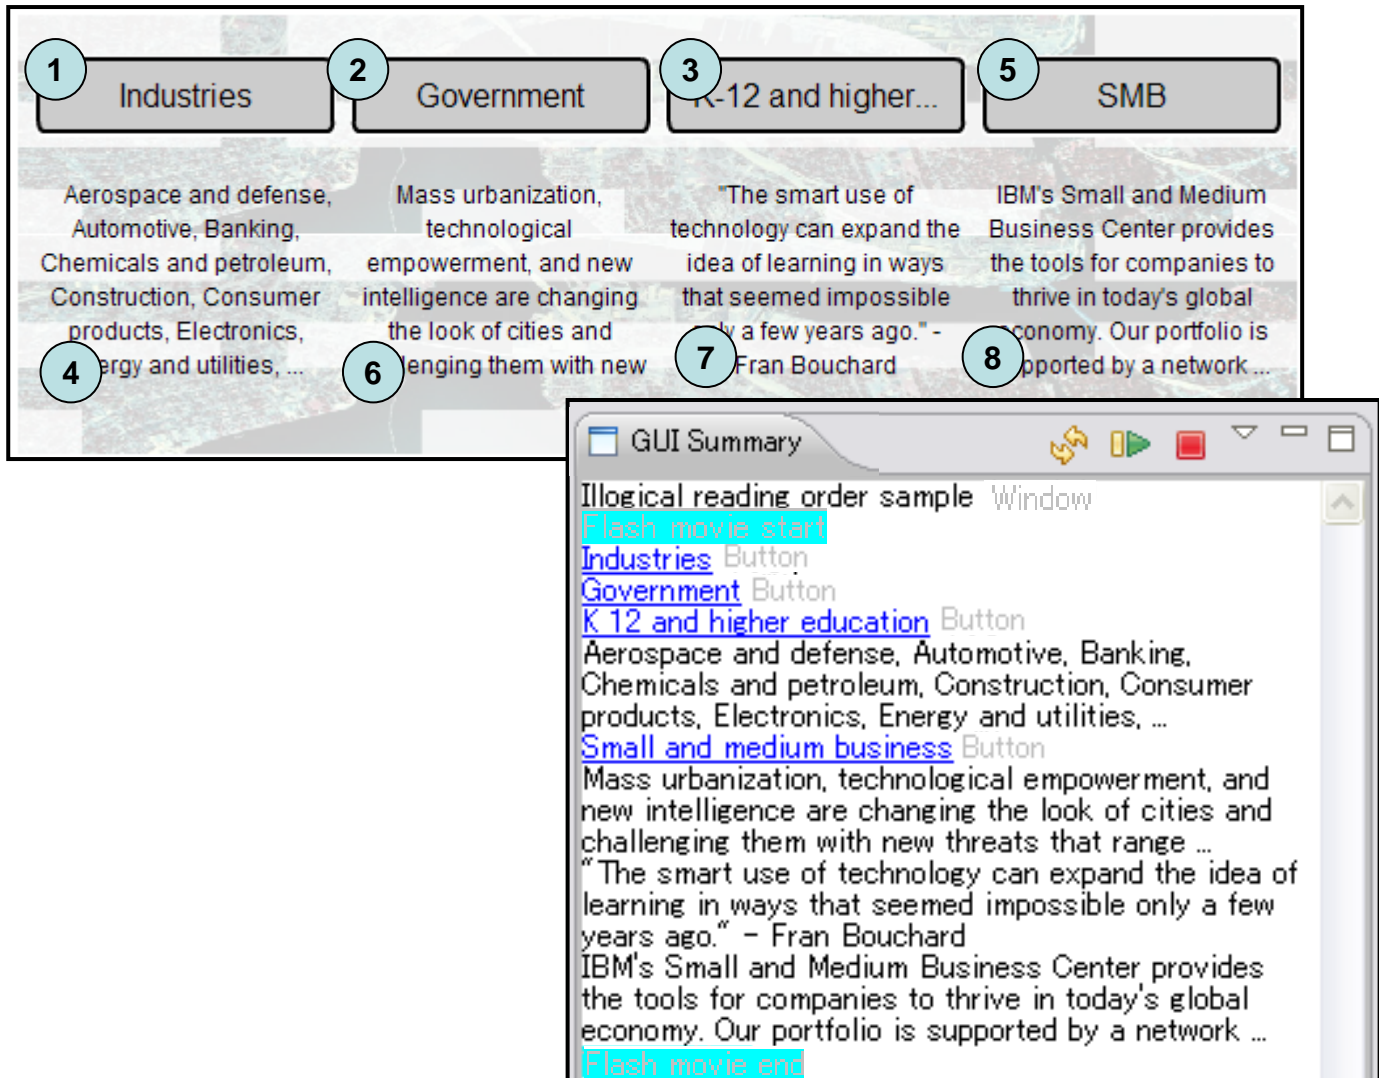 1
Industries
2
Government
3
K-12 and higher...
5
SMB
Aerospace and defense,
Automotive, Banking,
Chemicals and petroleum,
Construction, Consumer
products, Electronics,
ergy and utilities, ...
4
Mass urbanization,
technological
empowerment, and new
intelligence are changing
the look of cities and
lenging them with new
6
"The smart use of
technology can expand the
idea of learning in ways
that seemed impossible
only a few years ago." -
Fran Bouchard
7
IBM's Small and Medium
Business Center provides
the tools for companies to
thrive in today's global
economy. Our portfolio is
supported by a network ...
8
GUI Summary
Illogical reading order sample Window
Flash movie start
Industries Button
Government Button
K 12 and higher education Button
Aerospace and defense, Automotive, Banking,
Chemicals and petroleum, Construction, Consumer
products, Electronics, Energy and utilities, ...
Small and medium business Button
Mass urbanization, technological empowerment, and
new intelligence are changing the look of cities and
challenging them with new threats that range ...
"The smart use of technology can expand the idea of
learning in ways that seemed impossible only a few
years ago." - Fran Bouchard
IBM's Small and Medium Business Center provides
the tools for companies to thrive in today's global
economy. Our portfolio is supported by a network ...
Flash movie end